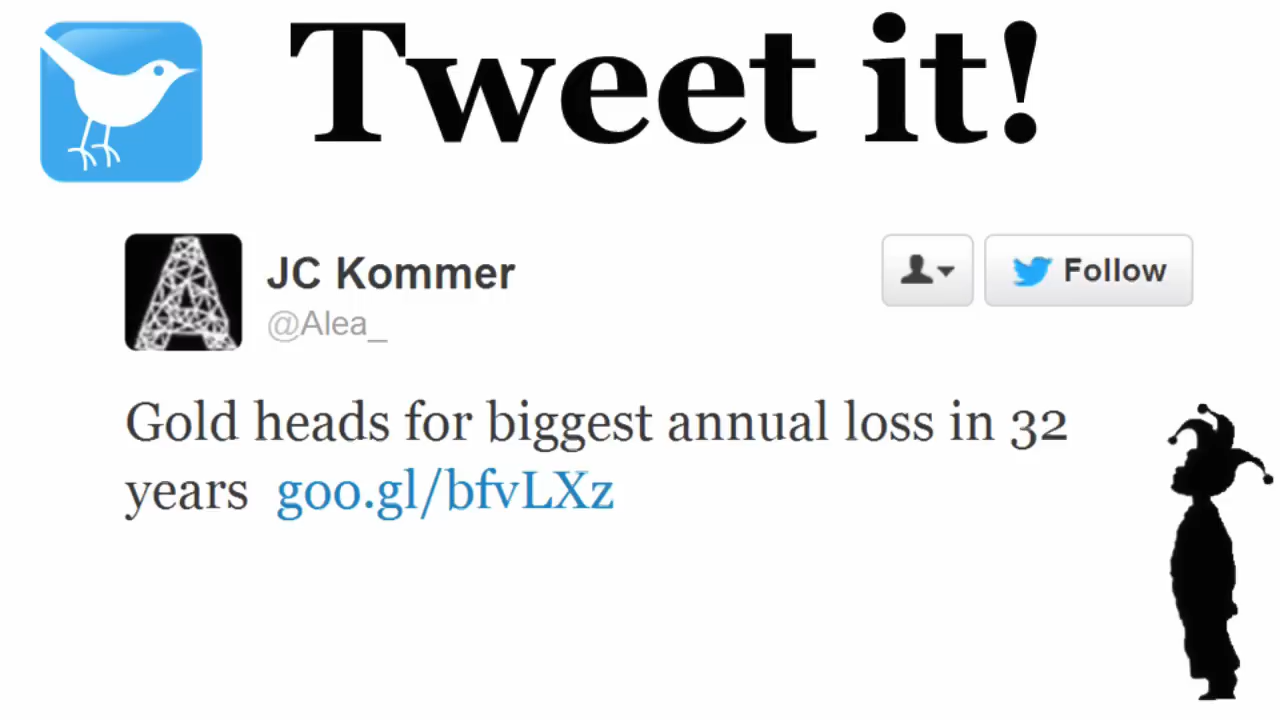 Tweet it!
JC Kommer
Follow
@Alea_
Gold heads for biggest annual loss in 32
years goo.gl/bfvLXz